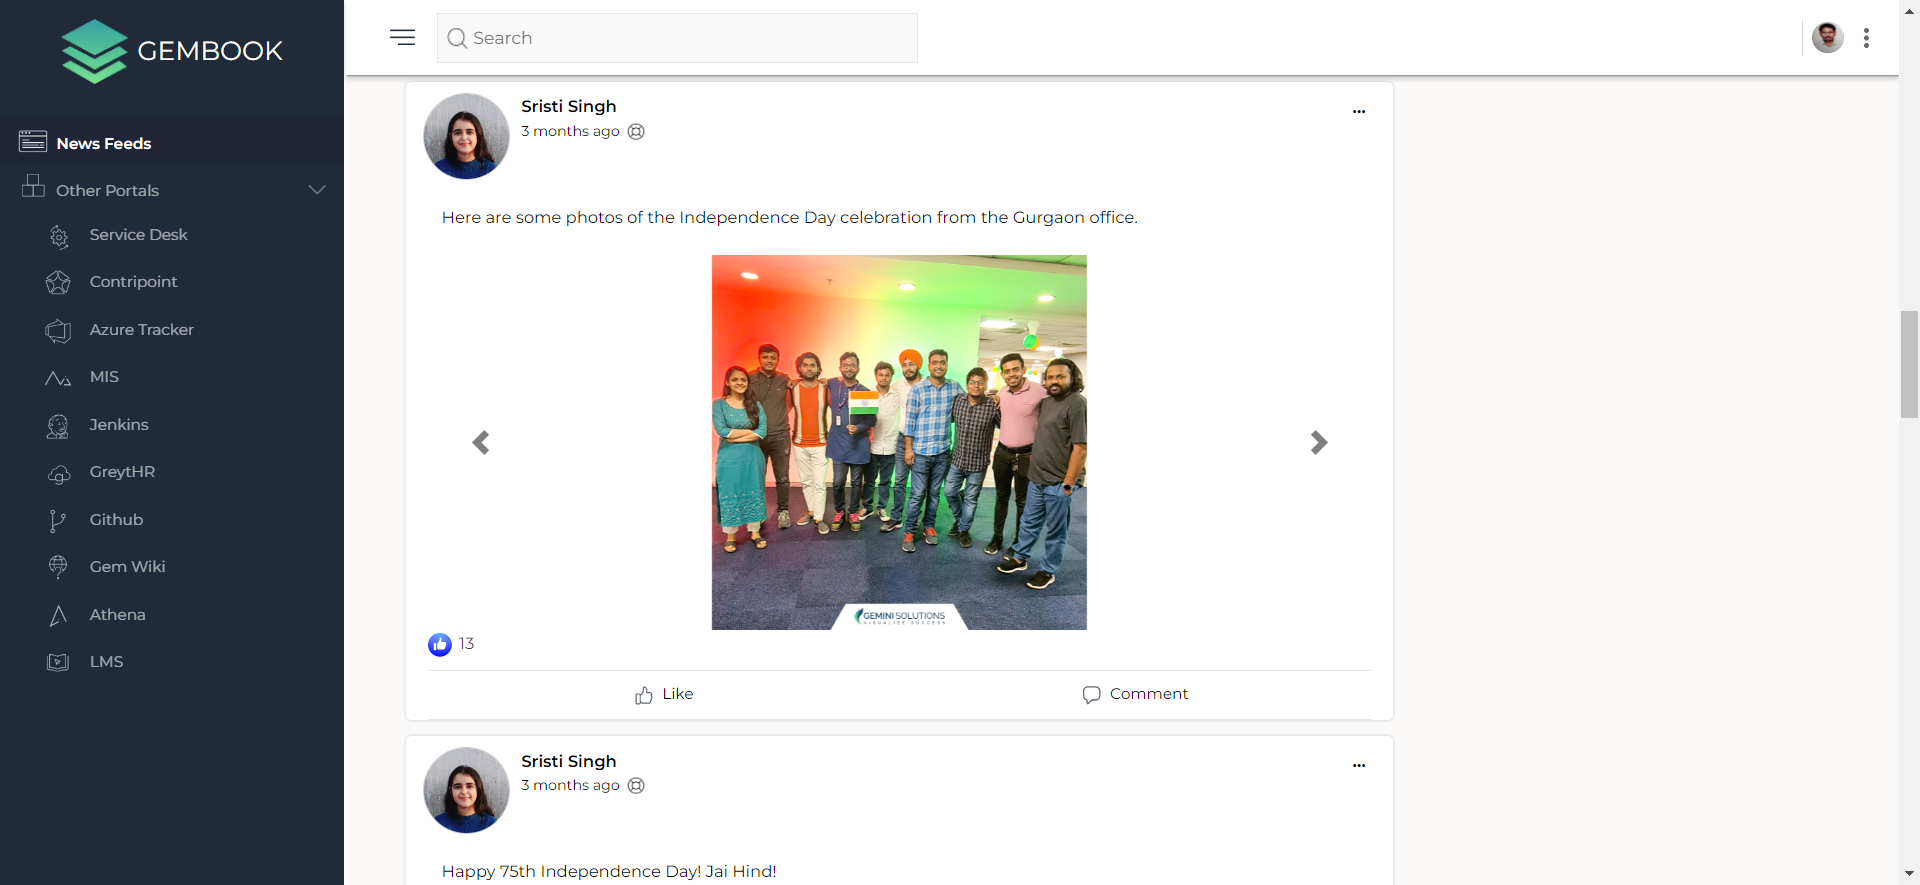 GEMBOOK
Search
News Feeds
Other Portals
Service Desk
Contripoint
Azure Tracker
MIS
Jenkins
GreytHR
Github
Gem Wiki
Athena
LMS
Sristi Singh
3 months ago
Here are some photos of the Independence Day celebration from the Gurgaon office.
GEMINI SOLUTIONS
VISUALIZE SUCCESS
13
Like
Comment
Sristi Singh
3 months ago
Happy 75th Independence Day! Jai Hind!